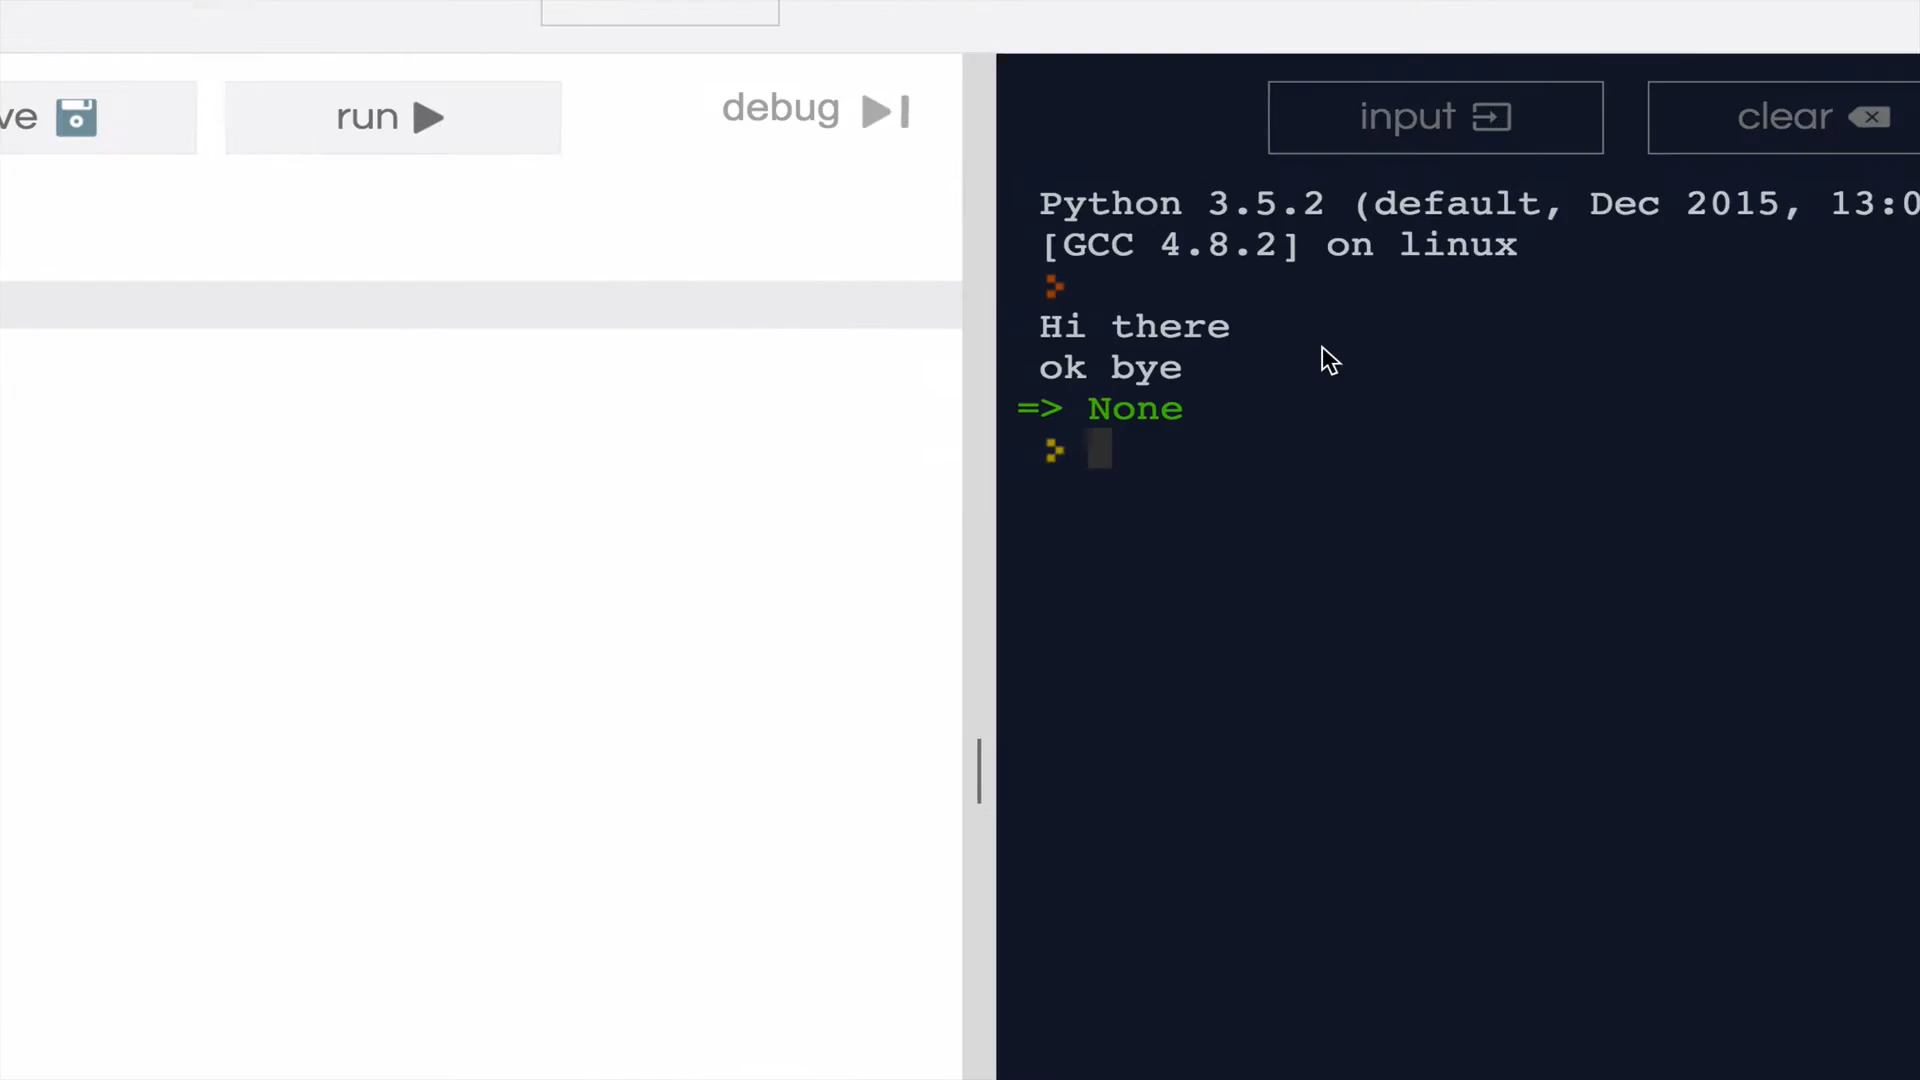 ve
run
debug
input
clear
Python 3.5.2 (default, Dec 2015, 13:0
[GCC 4.8.2] on linux
Hi there
ok bye
=> None